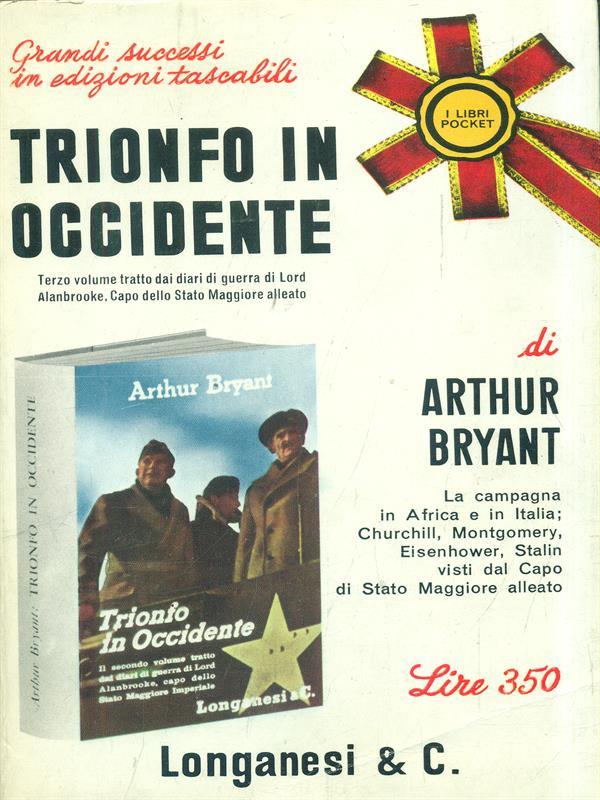 Grandi successi
in edizioni tascabili
I LIBRI
POCKET
TRIONFO IN
OCCIDENTE
Terzo volume tratto dai diari di guerra di Lord
Alanbrooke, Capo dello Stato Maggiore alleato
di
ARTHUR
BRYANT
La campagna
in Africa e in Italia;
Churchill, Montgomery,
Eisenhower, Stalin
visti dal Capo
di Stato Maggiore alleato
Arthur Bryant: TRIONFO IN OCCIDENTE
Arthur Bryant
Trionfo
in Occidente
Il secondo volume tratto
dai diari di guerra di Lord
Alanbrooke, capo dello
Stato Maggiore Imperiale
Longanesi & C.
Lire 350
Longanesi & C.